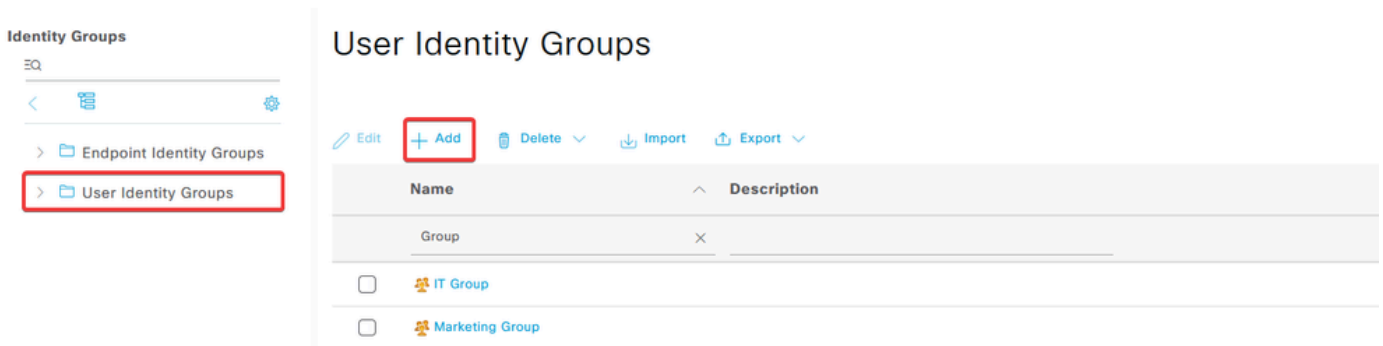 Identity Groups
Endpoint Identity Groups
User Identity Groups
User Identity Groups
Edit
Add
Delete
Import
Export
Name
Description
Group
IT Group
Marketing Group